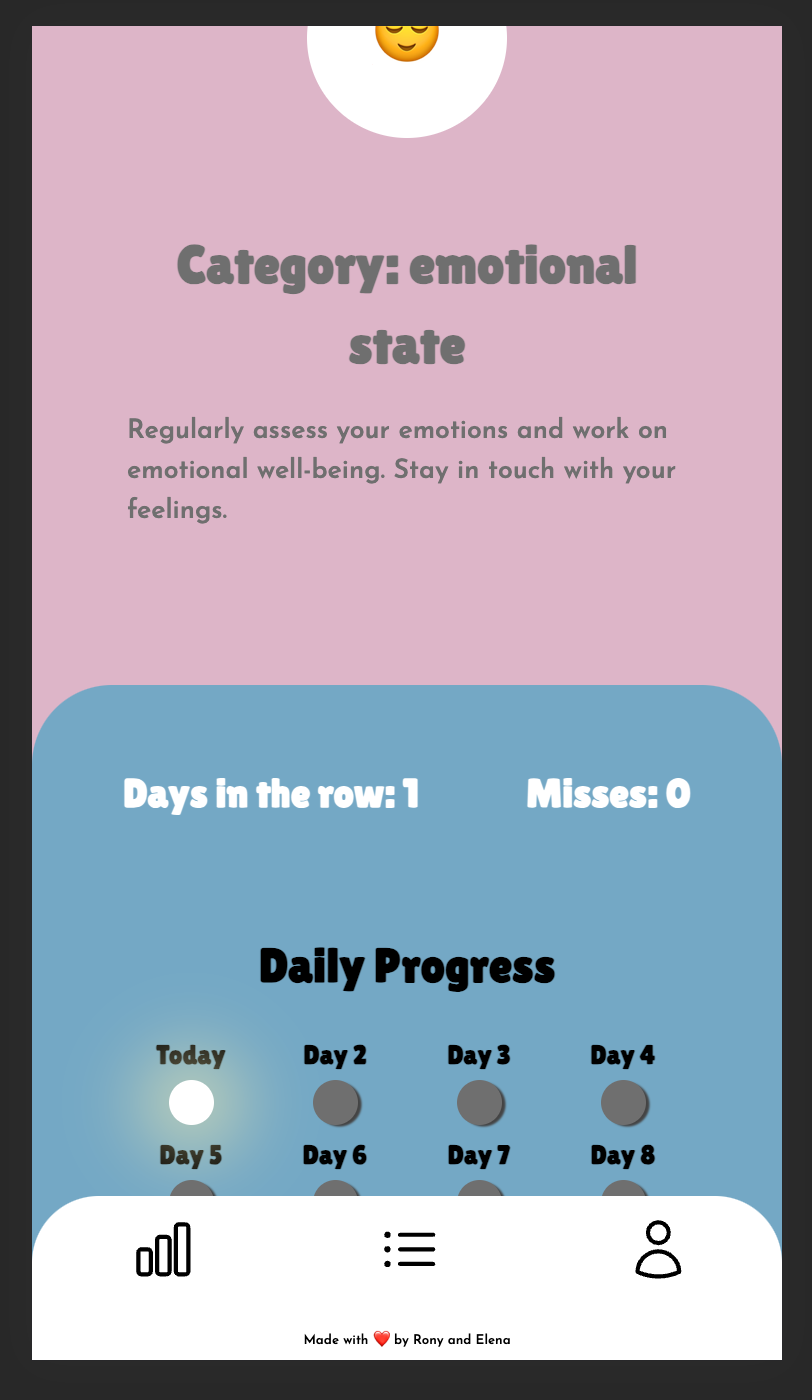 Category: emotional
state
Regularly assess your emotions and work on
emotional well-being. Stay in touch with your
feelings.
Days in the row: 1 Misses: 0
Daily Progress
Today Day 2 Day 3 Day 4
Day 5 Day 6 Day 7 Day 8
Made with ❤️ by Rony and Elena